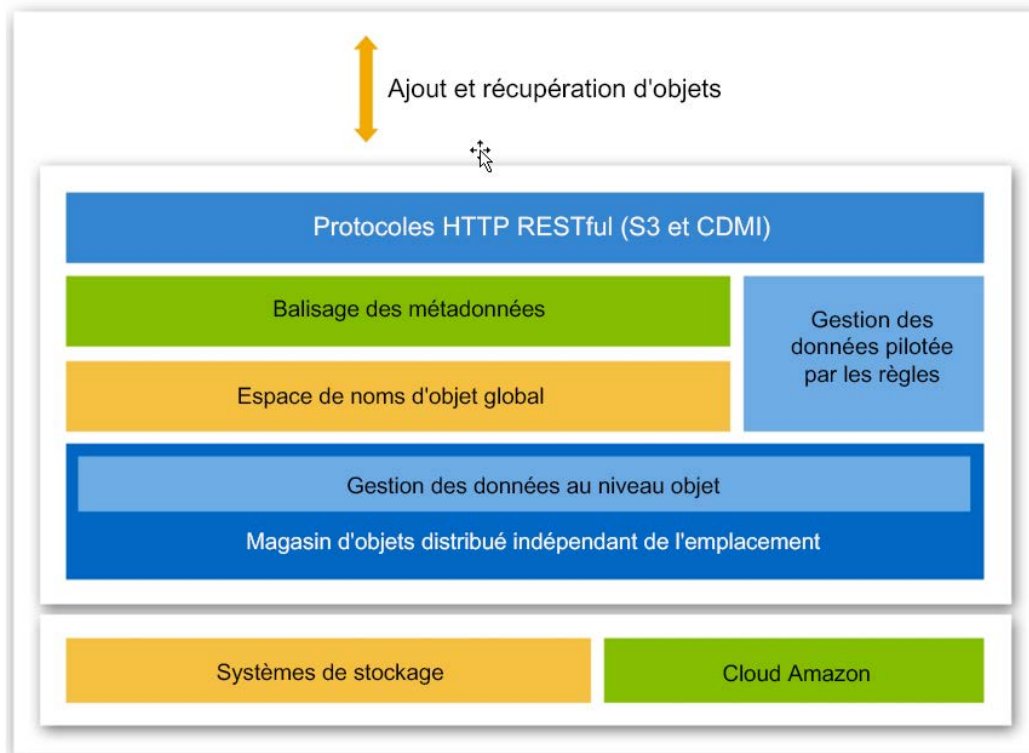 Ajout et récupération d'objets
Protocoles HTTP RESTful (S3 et CDMI)
Balisage des métadonnées
Gestion des
données pilotée
par les règles
Espace de noms d'objet global
Gestion des données au niveau objet
Magasin d'objets distribué indépendant de l'emplacement
Systèmes de stockage
Cloud Amazon